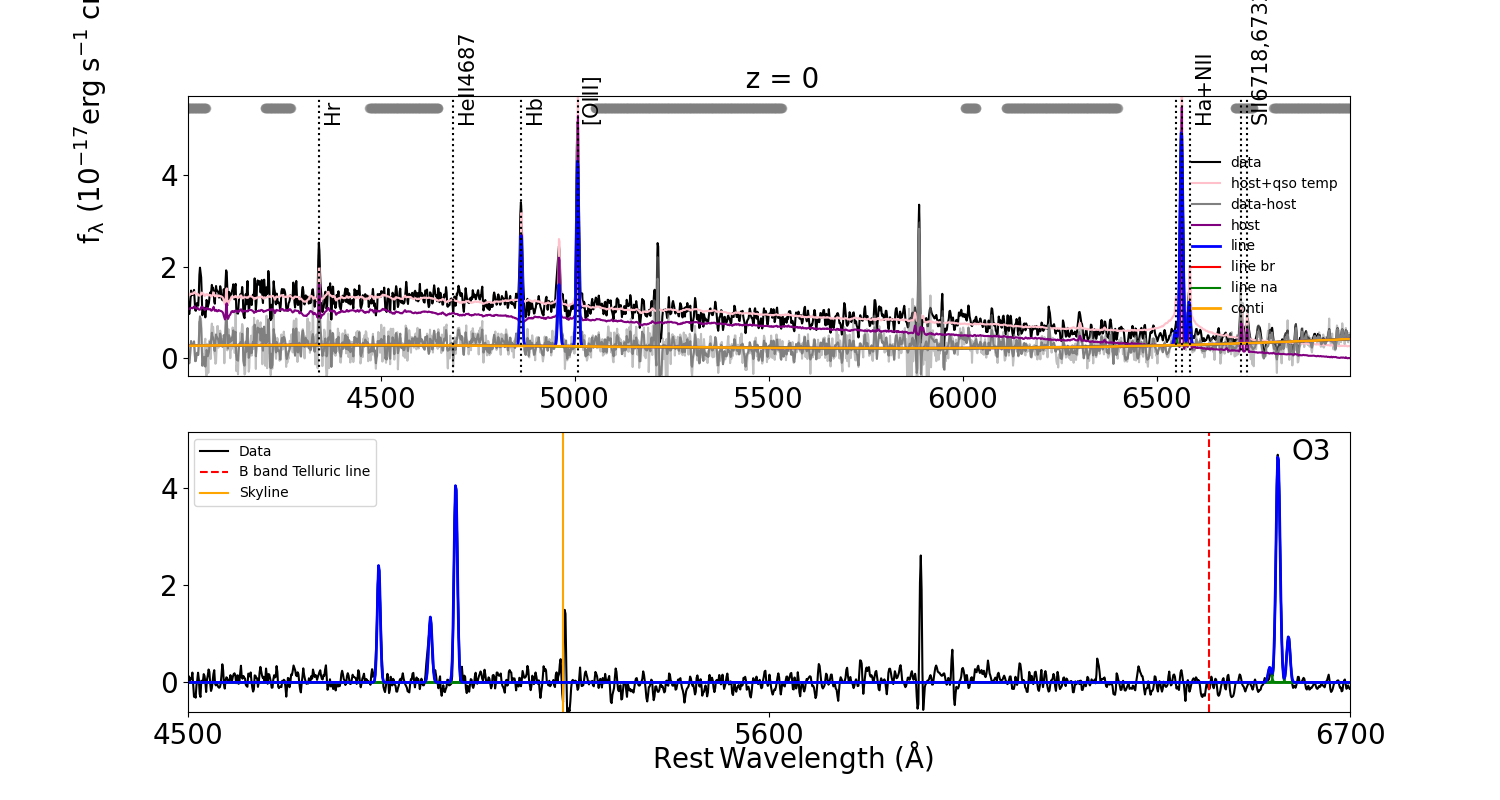 z = 0
Hr
HeII4687
Hb
[OIII]
Ha+NII
f_λ (10^−17 erg s^−1
4
2
0
data
host+qso temp
data-host
host
line
line br
line na
conti
4500 5000 5500 6000 6500
Data
B band Telluric line
Skyline
O3
4
2
0
4500 5600 6700
Rest Wavelength (Å)